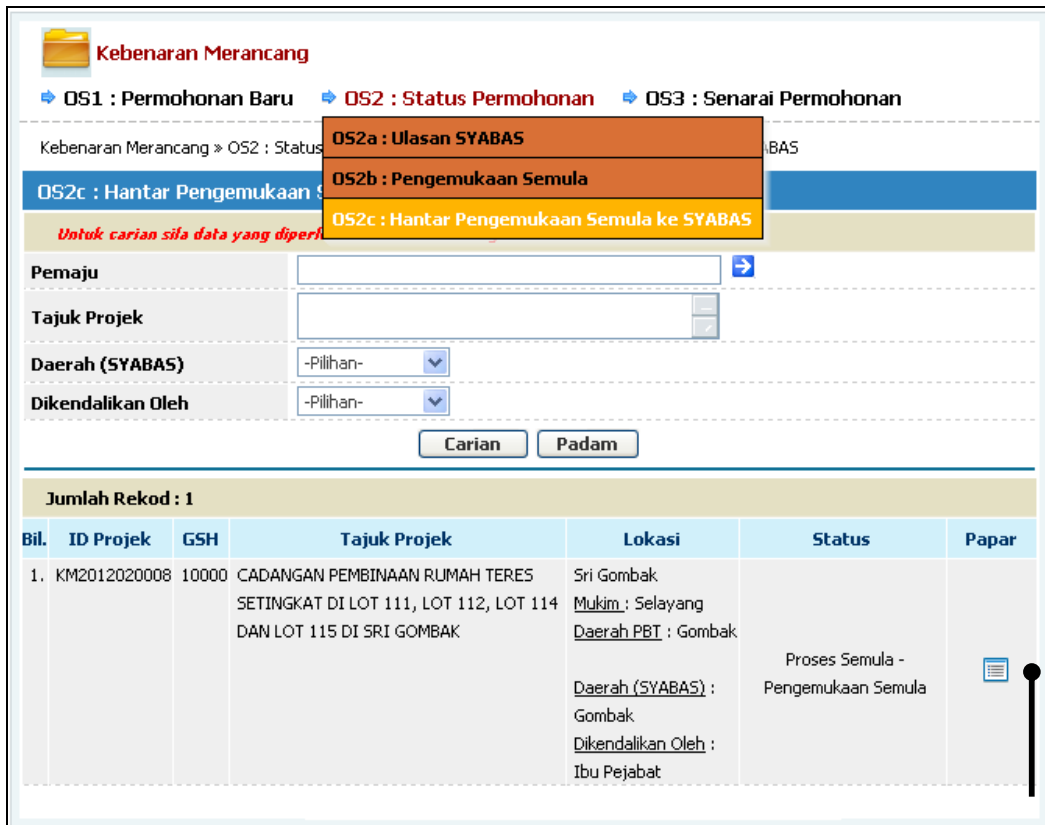 Kebenaran Merancang
OS1 : Permohonan Baru OS2 : Status Permohonan OS3 : Senarai Permohonan
Kebenaran Merancang » OS2 : Status
OS2a : Ulasan SYABAS
OS2b : Pengemukaan Semula
OS2c : Hantar Pengemukaan Semula ke SYABAS
OS2c : Hantar Pengemukaan
Untuk carian sila data yang
Pemaju
Tajuk Projek
Daerah (SYABAS) -Pilihan-
Dikendalikan Oleh -Pilihan-
Carian Padam
Jumlah Rekod : 1
Bil. ID Projek GSH Tajuk Projek Lokasi Status Papar
1. KM2012020008 10000 CADANGAN PEMBINAAN RUMAH TERES Sri Gombak
SETINGKAT DI LOT 111, LOT 112, LOT 114 Mukim : Selayang
DAN LOT 115 DI SRI GOMBAK Daerah PBT : Gombak
Proses Semula -
Daerah (SYABAS) : Pengemukaan Semula
Gombak
Dikendalikan Oleh :
Ibu Pejabat